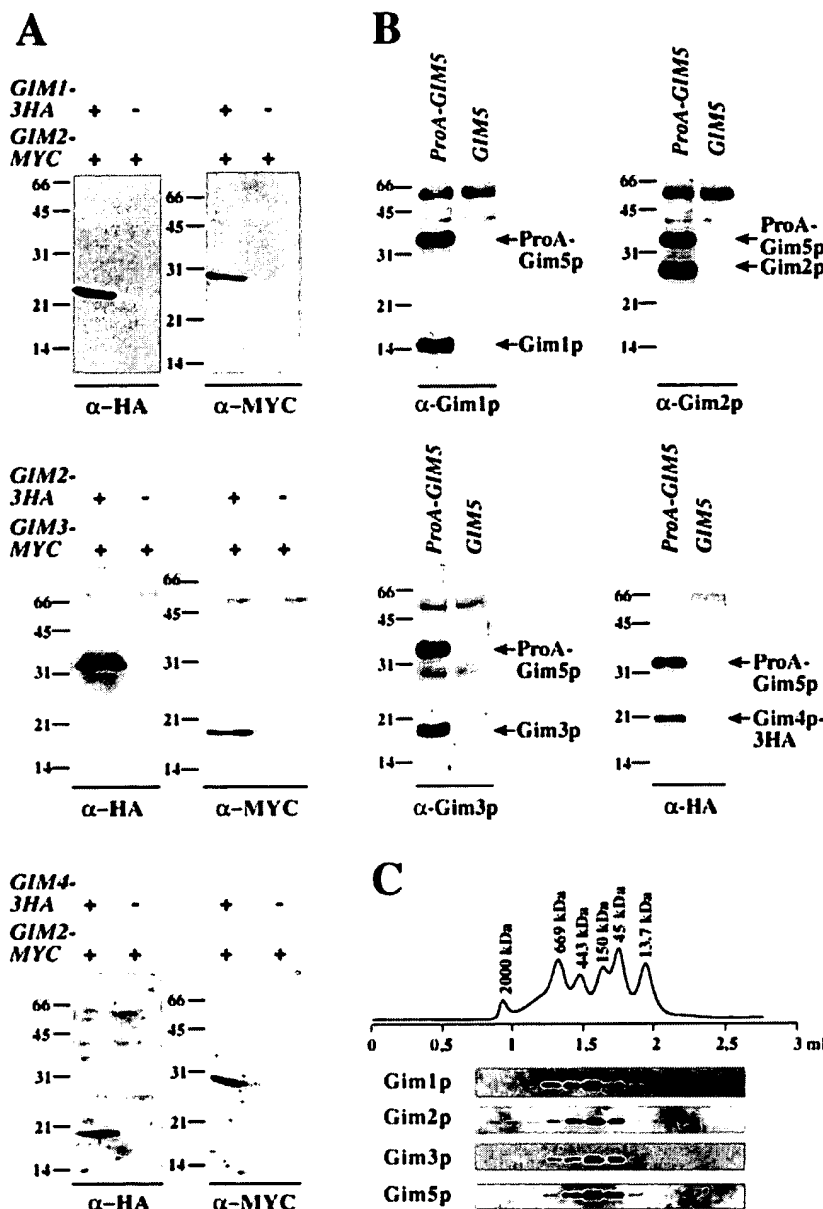 A
GIM1-
3HA + -
GIM2-
MYC + +
66
45
31
21
14
α-HA
GIM1-3HA + -
GIM2-MYC + +
66
45
31
21
14
α-MYC
GIM2-
3HA + -
GIM3-
MYC + +
66
45
31
21
14
α-HA
+ -
+ +
66
45
31
21
14
α-MYC
GIM4-
3HA + -
GIM2-
MYC + +
66
45
31
21
14
α-HA
+ -
+ +
66
45
31
21
14
α-MYC
B
ProA-GIM5
GIM5
66
45
31
21
14
ProA-
Gim5p
Gim1p
α-Gim1p
ProA-GIM5
GIM5
66
45
31
21
14
ProA-
Gim5p
Gim2p
α-Gim2p
ProA-GIM5
GIM5
66
45
31
21
14
ProA-
Gim5p
Gim3p
α-Gim3p
ProA-GIM5
GIM5
66
45
31
21
14
ProA-
Gim5p
Gim4p-
3HA
α-HA
C
2000 kDa
669 kDa
443 kDa
150 kDa
45 kDa
13.7 kDa
0 0,5 1 1,5 2 2,5 3 ml
Gim1p
Gim2p
Gim3p
Gim5p